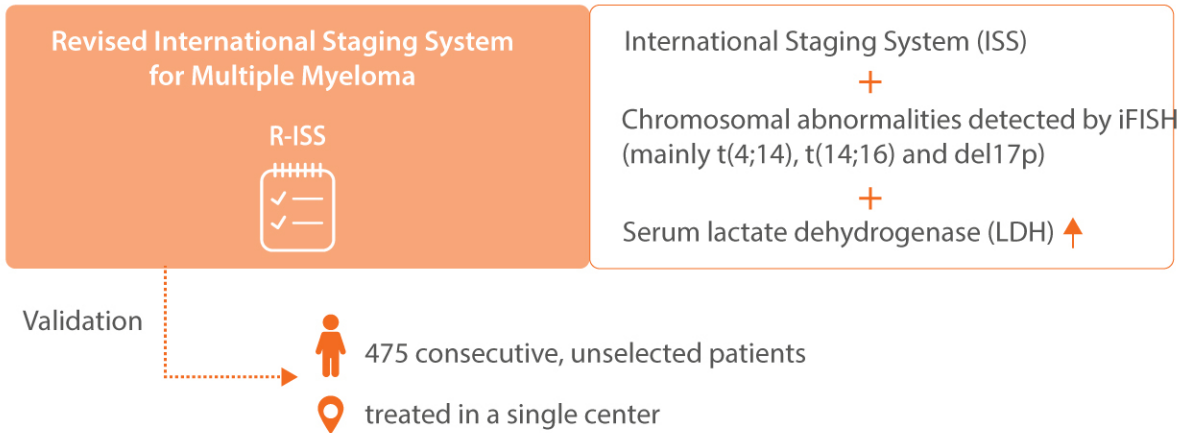 Revised International Staging System
for Multiple Myeloma
R-ISS
International Staging System (ISS)
+
Chromosomal abnormalities detected by iFISH
(mainly t(4;14), t(14;16) and del17p)
+
Serum lactate dehydrogenase (LDH)
Validation
475 consecutive, unselected patients
treated in a single center